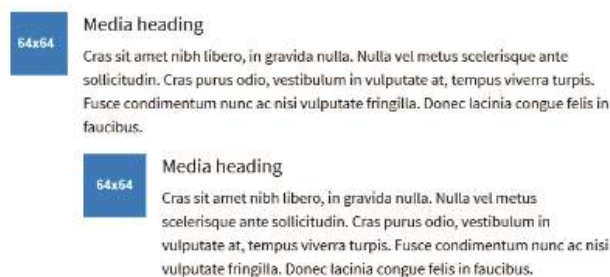 64x64
Media heading
Cras sit amet nibh libero, in gravida nulla. Nulla vel metus scelerisque ante
sollicitudin. Cras purus odio, vestibulum in vulputate at, tempus viverra turpis.
Fusce condimentum nunc ac nisi vulputate fringilla. Donec lacinia congue felis in
faucibus.
64x64
Media heading
Cras sit amet nibh libero, in gravida nulla. Nulla vel metus
scelerisque ante sollicitudin. Cras purus odio, vestibulum in
vulputate at, tempus viverra turpis. Fusce condimentum nunc ac nisi
vulputate fringilla. Donec lacinia congue felis in faucibus.